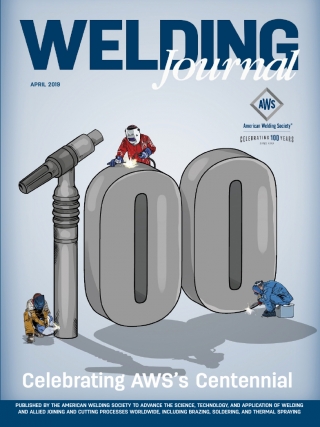 WELDING
Journal
APRIL 2019
AWS
American Welding Society®
CELEBRATING 100 YEARS
100
Celebrating AWS's Centennial
PUBLISHED BY THE AMERICAN WELDING SOCIETY TO ADVANCE THE SCIENCE, TECHNOLOGY, AND APPLICATION OF WELDING
AND ALLIED JOINING AND CUTTING PROCESSES WORLDWIDE, INCLUDING BRAZING, SOLDERING, AND THERMAL SPRAYING